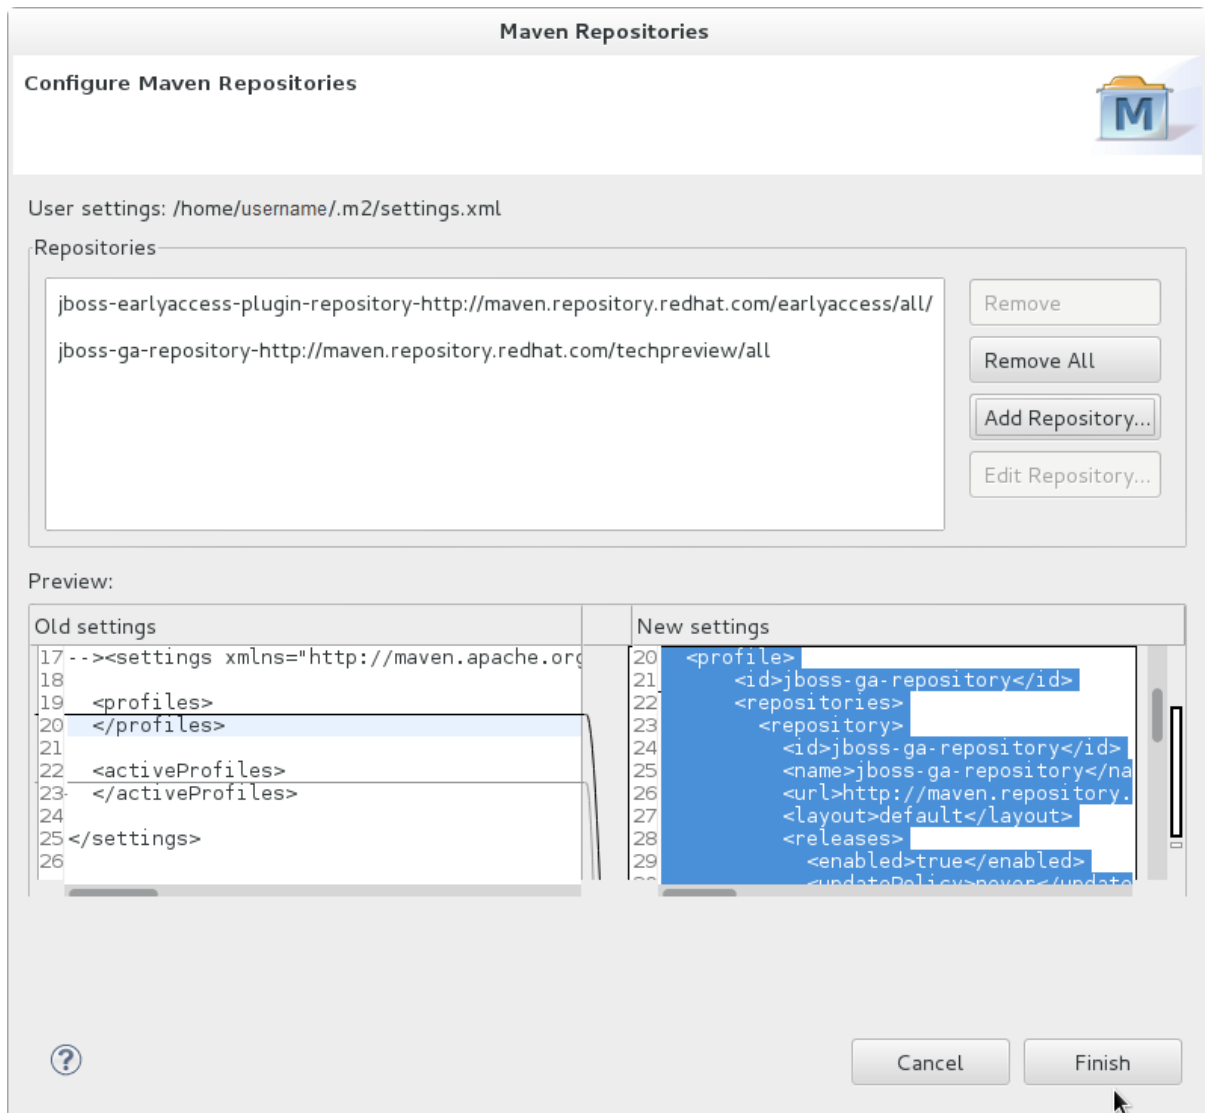 Maven Repositories
Configure Maven Repositories
M
User settings: /home/username/.m2/settings.xml
Repositories
jboss-earlyaccess-plugin-repository-http://maven.repository.redhat.com/earlyaccess/all/
jboss-ga-repository-http://maven.repository.redhat.com/techpreview/all
Remove
Remove All
Add Repository...
Edit Repository...
Preview:
Old settings
17 --><settings xmlns="http://maven.apache.org
18
19 <profiles>
20 </profiles>
21
22 <activeProfiles>
23 </activeProfiles>
24
25 </settings>
26
New settings
20 <profile>
21 <id>jboss-ga-repository</id>
22 <repositories>
23 <repository>
24 <id>jboss-ga-repository</id>
25 <name>jboss-ga-repository</na
26 <url>http://maven.repository.
27 <layout>default</layout>
28 <releases>
29 <enabled>true</enabled>
<updatePolicy>never</update
?
Cancel
Finish